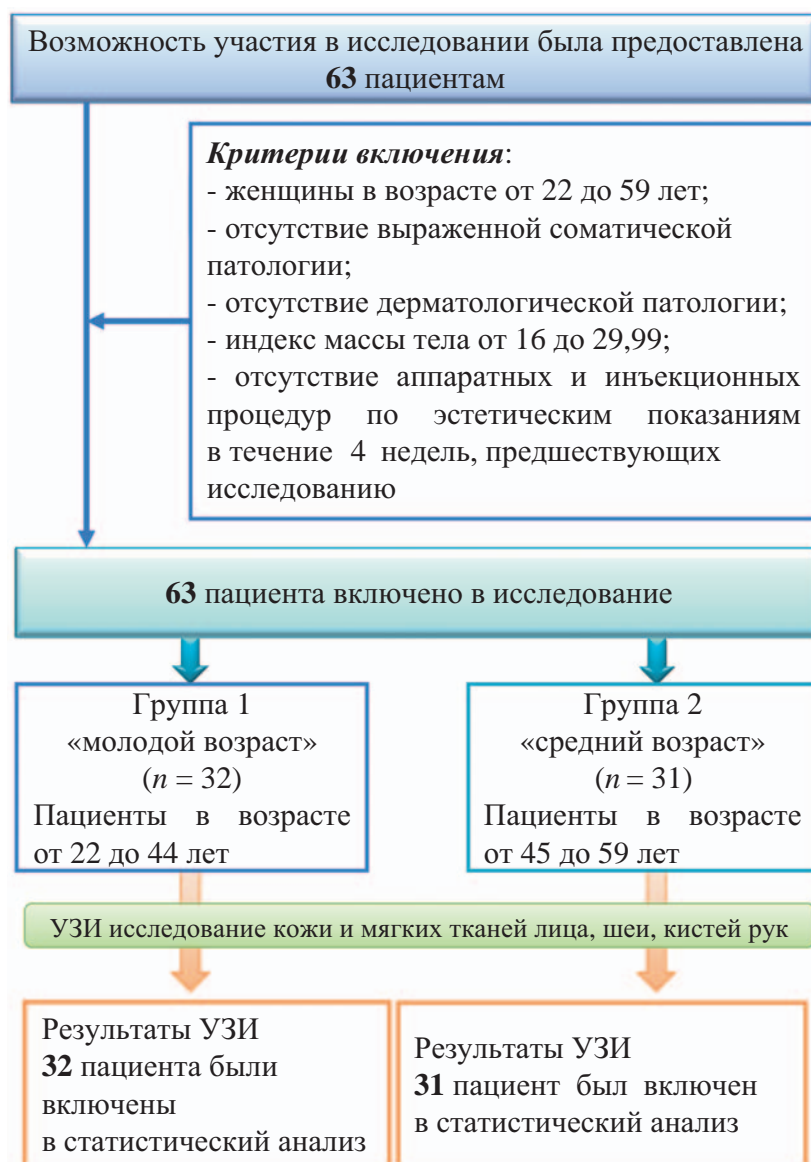 Возможность участия в исследовании была предоставлена
63 пациентам
Критерии включения:
- женщины в возрасте от 22 до 59 лет;
- отсутствие выраженной соматической
патологии;
- отсутствие дерматологической патологии;
- индекс массы тела от 16 до 29,99;
- отсутствие аппаратных и инъекционных
процедур по эстетическим показаниям
в течение 4 недель, предшествующих
исследованию
63 пациента включено в исследование
Группа 1
«молодой возраст»
(n = 32)
Пациенты в возрасте
от 22 до 44 лет
Группа 2
«средний возраст»
(n = 31)
Пациенты в возрасте
от 45 до 59 лет
УЗИ исследование кожи и мягких тканей лица, шеи, кистей рук
Результаты УЗИ
32 пациента были
включены
в статистический анализ
Результаты УЗИ
31 пациент был включен
в статистический анализ